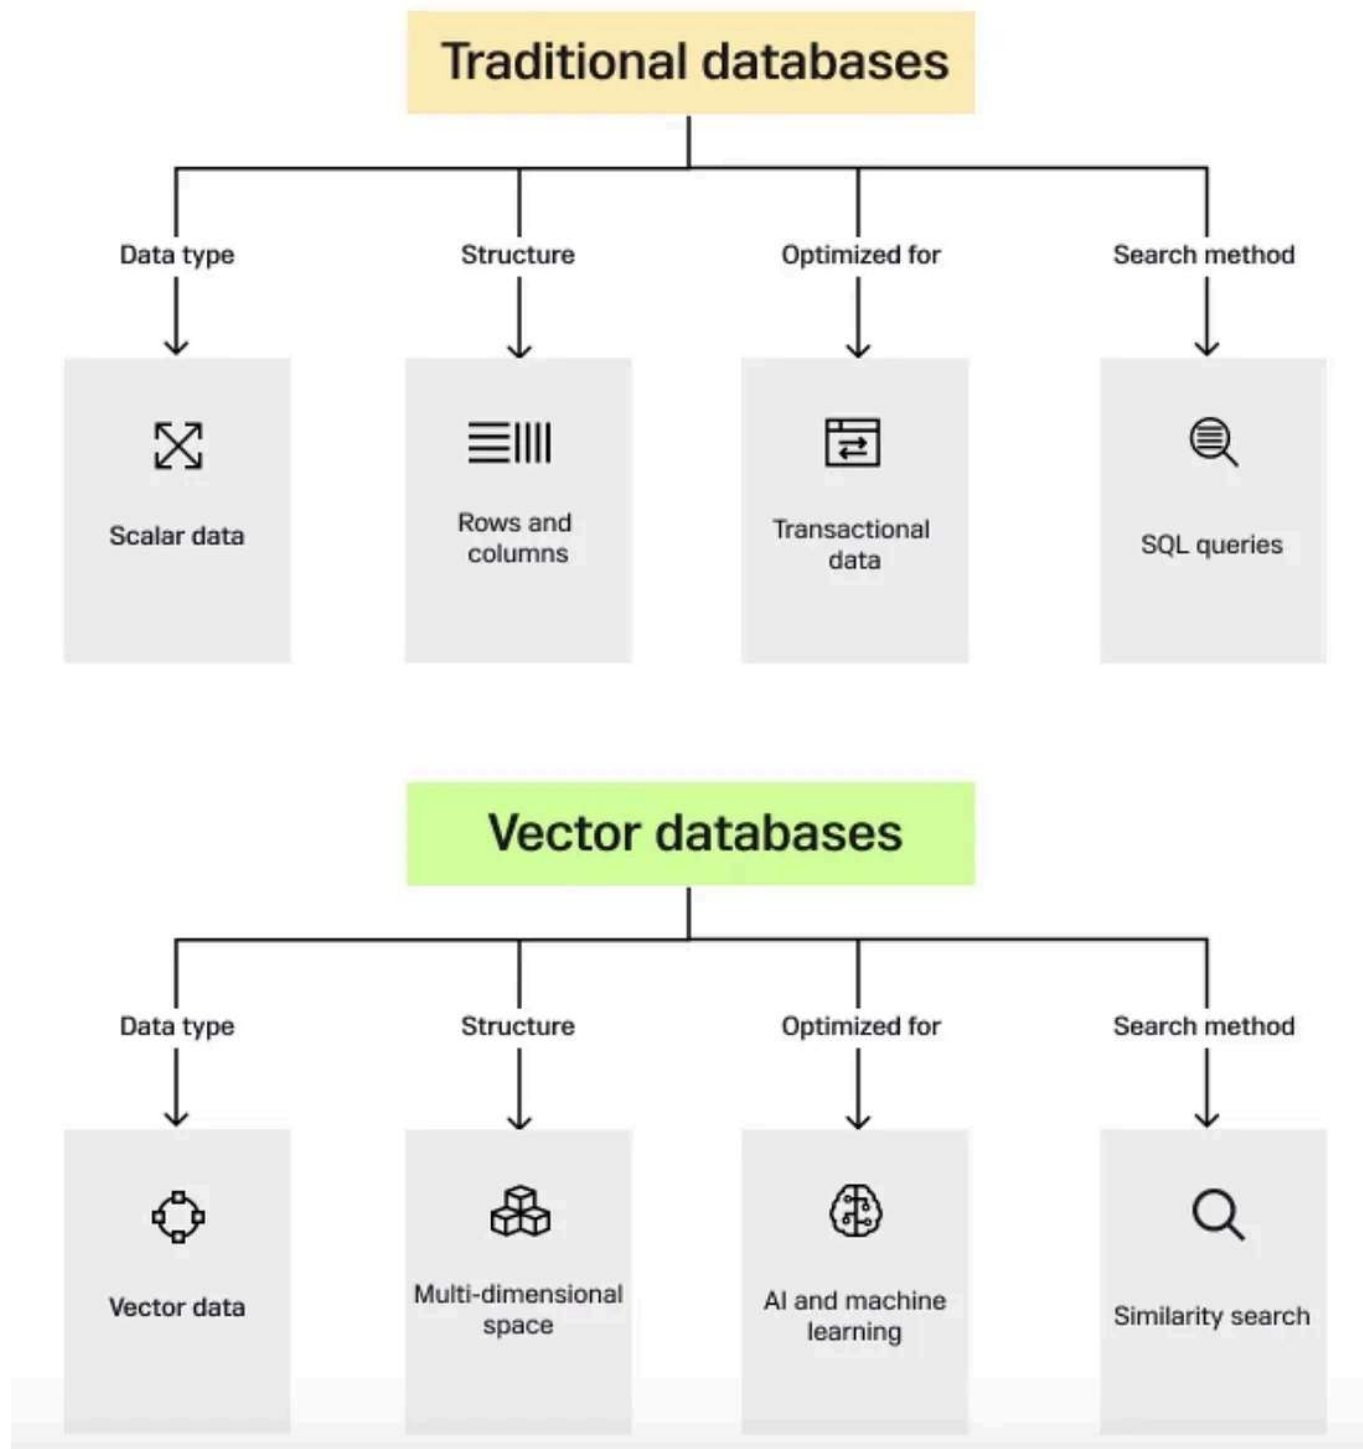 Traditional databases
Data type
Structure
Optimized for
Search method
Scalar data
Rows and
columns
Transactional
data
SQL queries
Vector databases
Data type
Structure
Optimized for
Search method
Vector data
Multi-dimensional
space
AI and machine
learning
Similarity search